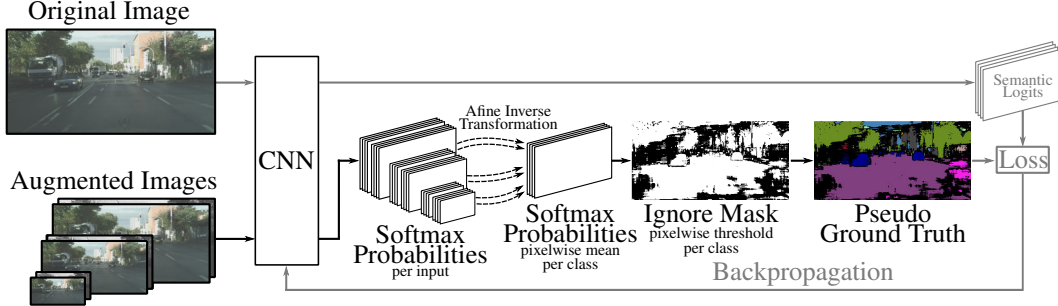 Original Image
Augmented Images
CNN
Afine Inverse
Transformation
Softmax
Probabilities
per input
Softmax
Probabilities
pixelwise mean
per class
Ignore Mask
pixelwise threshold
per class
Pseudo
Ground Truth
Semantic
Logits
Loss
Backpropagation